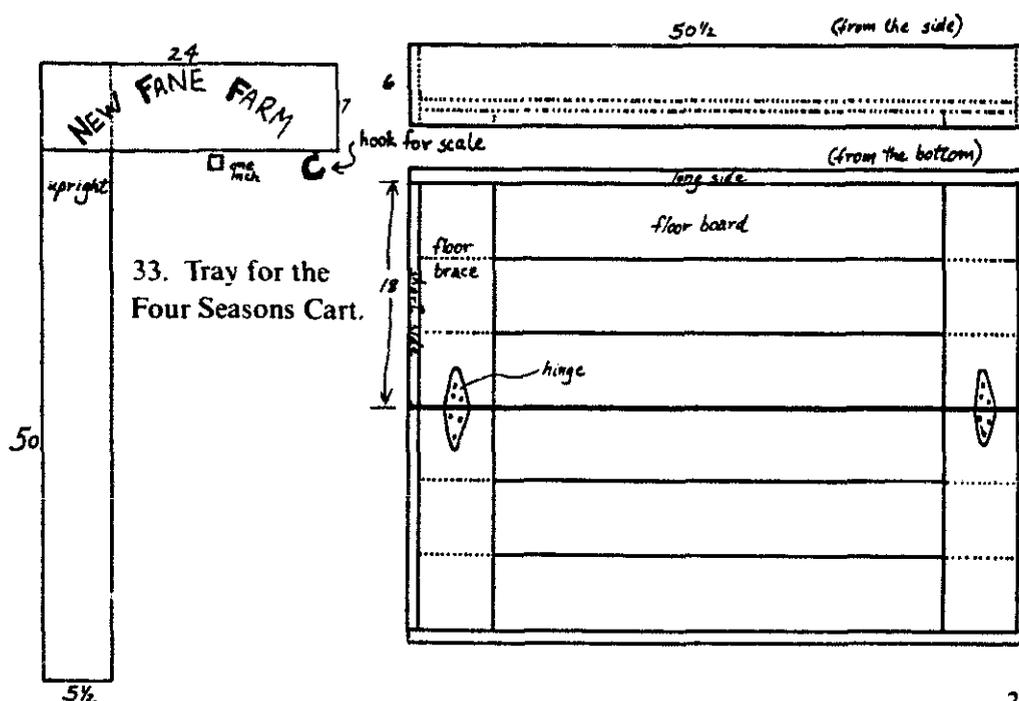 24
NEW FANE FARM
7
hook for scale
one
inch
upright
33. Tray for the
Four Seasons Cart.
50
5½
50½
(from the side)
6
(from the bottom)
long side
floor board
floor
brace
18
hinge